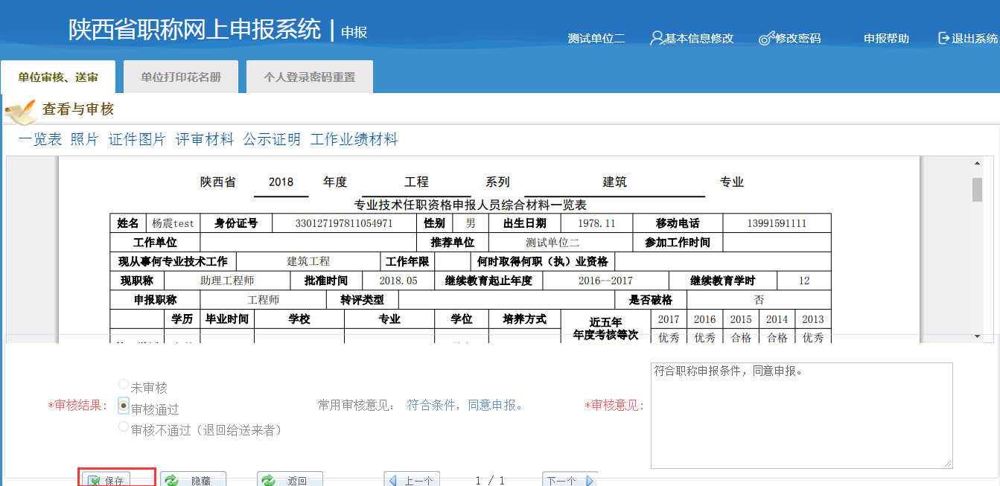 陕西省职称网上申报系统 | 申报
测试单位二 基本信息修改 修改密码 申报帮助 退出系统
单位审核、送审 单位打印花名册 个人登录密码重置
查看与审核
一览表 照片 证件图片 评审材料 公示证明 工作业绩材料
陕西省 2018 年度 工程 系列 建筑 专业
专业技术任职资格申报人员综合材料一览表
姓名 杨震test 身份证号 330127197811054971 性别 男 出生日期 1978.11 移动电话 13991591111
工作单位 推荐单位 测试单位二 参加工作时间
现从事何专业技术工作 建筑工程 工作年限 何时取得何职（执）业资格
现职称 助理工程师 批准时间 2018.05 继续教育起止年度 2016--2017 继续教育学时 12
申报职称 工程师 转评类型 是否破格 否
学历 毕业时间 学校 专业 学位 培养方式 近五年 2017 2016 2015 2014 2013
年度考核等次 优秀 优秀 合格 合格 优秀
符合职称申报条件，同意申报。
未审核
*审核结果： 审核通过 常用审核意见： 符合条件，同意申报。 *审核意见：
审核不通过（退回给送来者）
保存 隐藏 返回 上一个 1 / 1 下一个